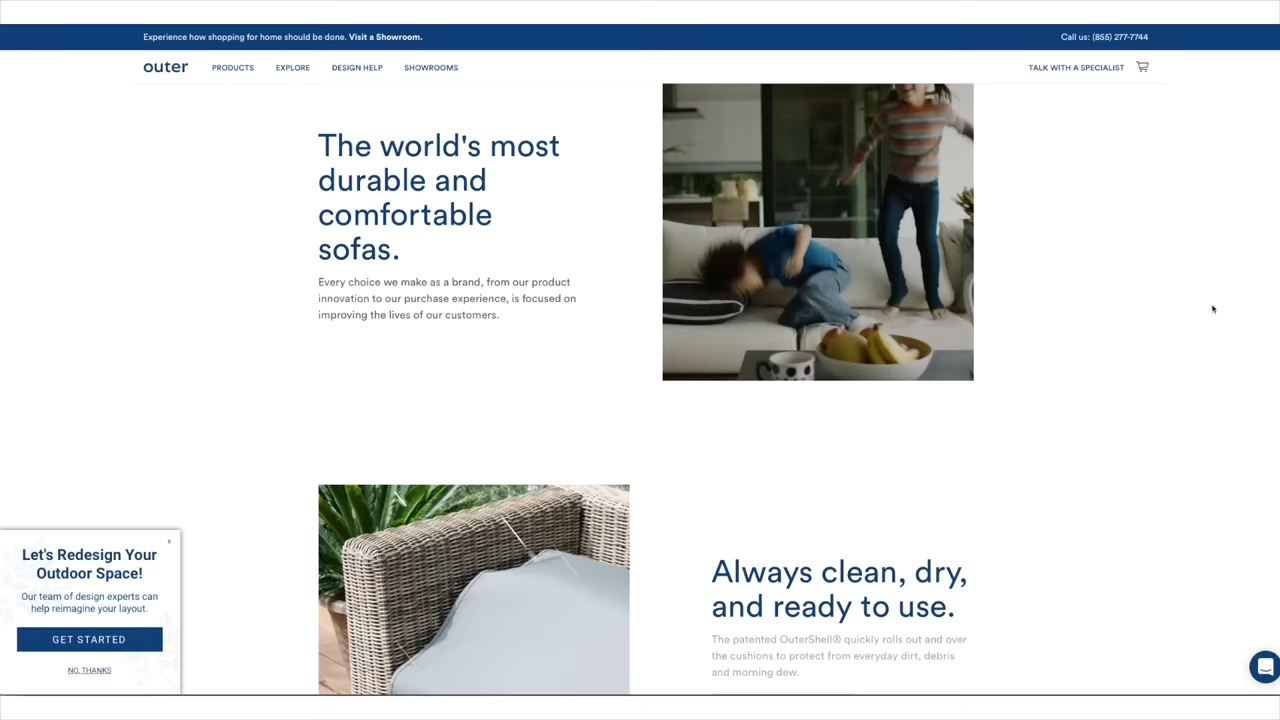 Experience how shopping for home should be done. Visit a Showroom.
Call us: (855) 277-7744
outer
PRODUCTS
EXPLORE
DESIGN HELP
SHOWROOMS
TALK WITH A SPECIALIST
The world's most
durable and
comfortable
sofas.
Every choice we make as a brand, from our product
innovation to our purchase experience, is focused on
improving the lives of our customers.
Always clean, dry,
and ready to use.
The patented OuterShell® quickly rolls out and over
the cushions to protect from everyday dirt, debris
and morning dew.
x
Let's Redesign Your
Outdoor Space!
Our team of design experts can
help reimagine your layout.
GET STARTED
NO, THANKS